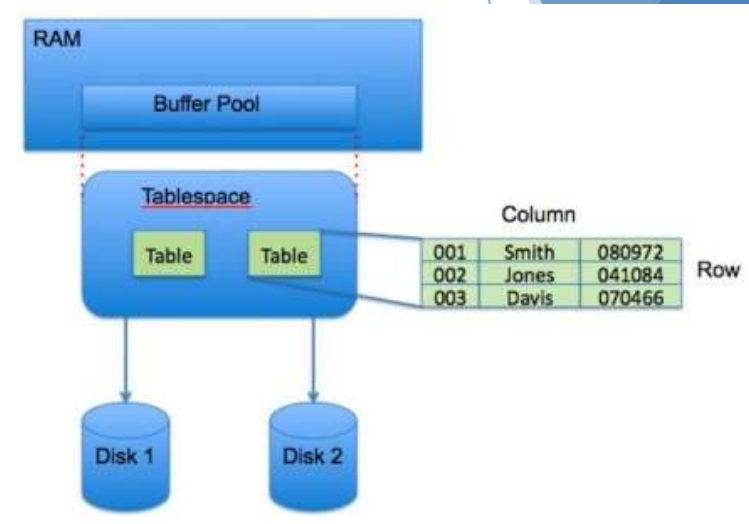 RAM
Buffer Pool
Tablespace
Table
Table
Column
001 Smith 080972
002 Jones 041084
003 Davis 070466
Row
Disk 1
Disk 2